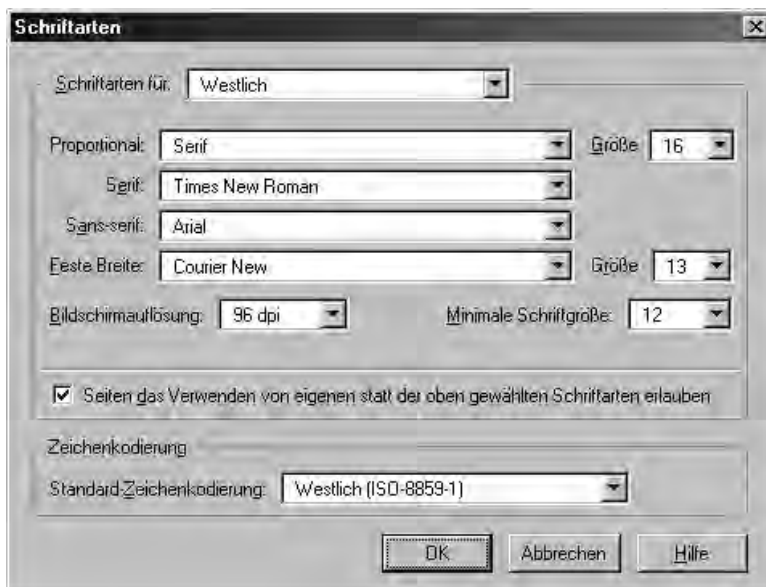 Schriftarten
Schriftarten für: Westlich
Proportional: Serif Größe 16
Serif: Times New Roman
Sans-serif: Arial
Feste Breite: Courier New Größe 13
Bildschirmauflösung: 96 dpi Minimale Schriftgröße: 12
Seiten das Verwenden von eigenen statt der oben gewählten Schriftarten erlauben
Zeichenkodierung
Standard-Zeichenkodierung: Westlich (ISO-8859-1)
OK Abbrechen Hilfe